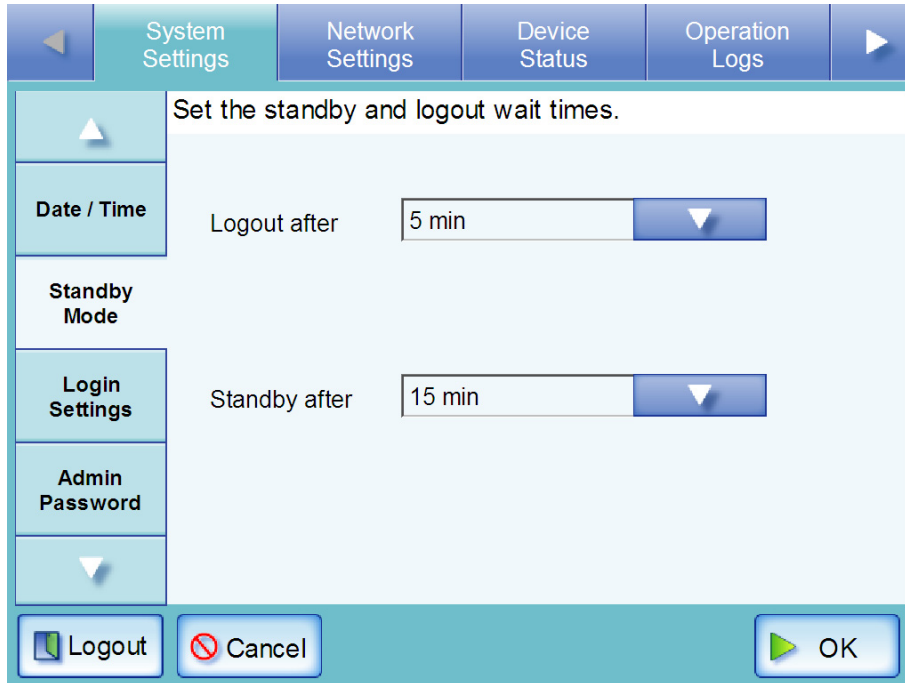 System
Settings
Network
Settings
Device
Status
Operation
Logs
Set the standby and logout wait times.
Date / Time
Logout after
5 min
Standby
Mode
Login
Settings
Standby after
15 min
Admin
Password
Logout
Cancel
OK